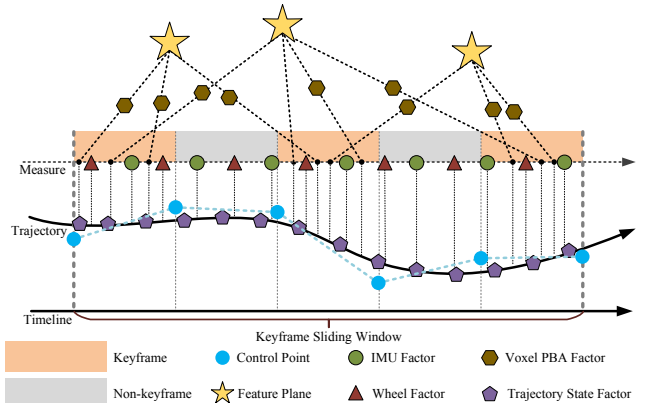 Measure
Trajectory
Timeline
Keyframe Sliding Window
Keyframe
Control Point
IMU Factor
Voxel PBA Factor
Non-keyframe
Feature Plane
Wheel Factor
Trajectory State Factor